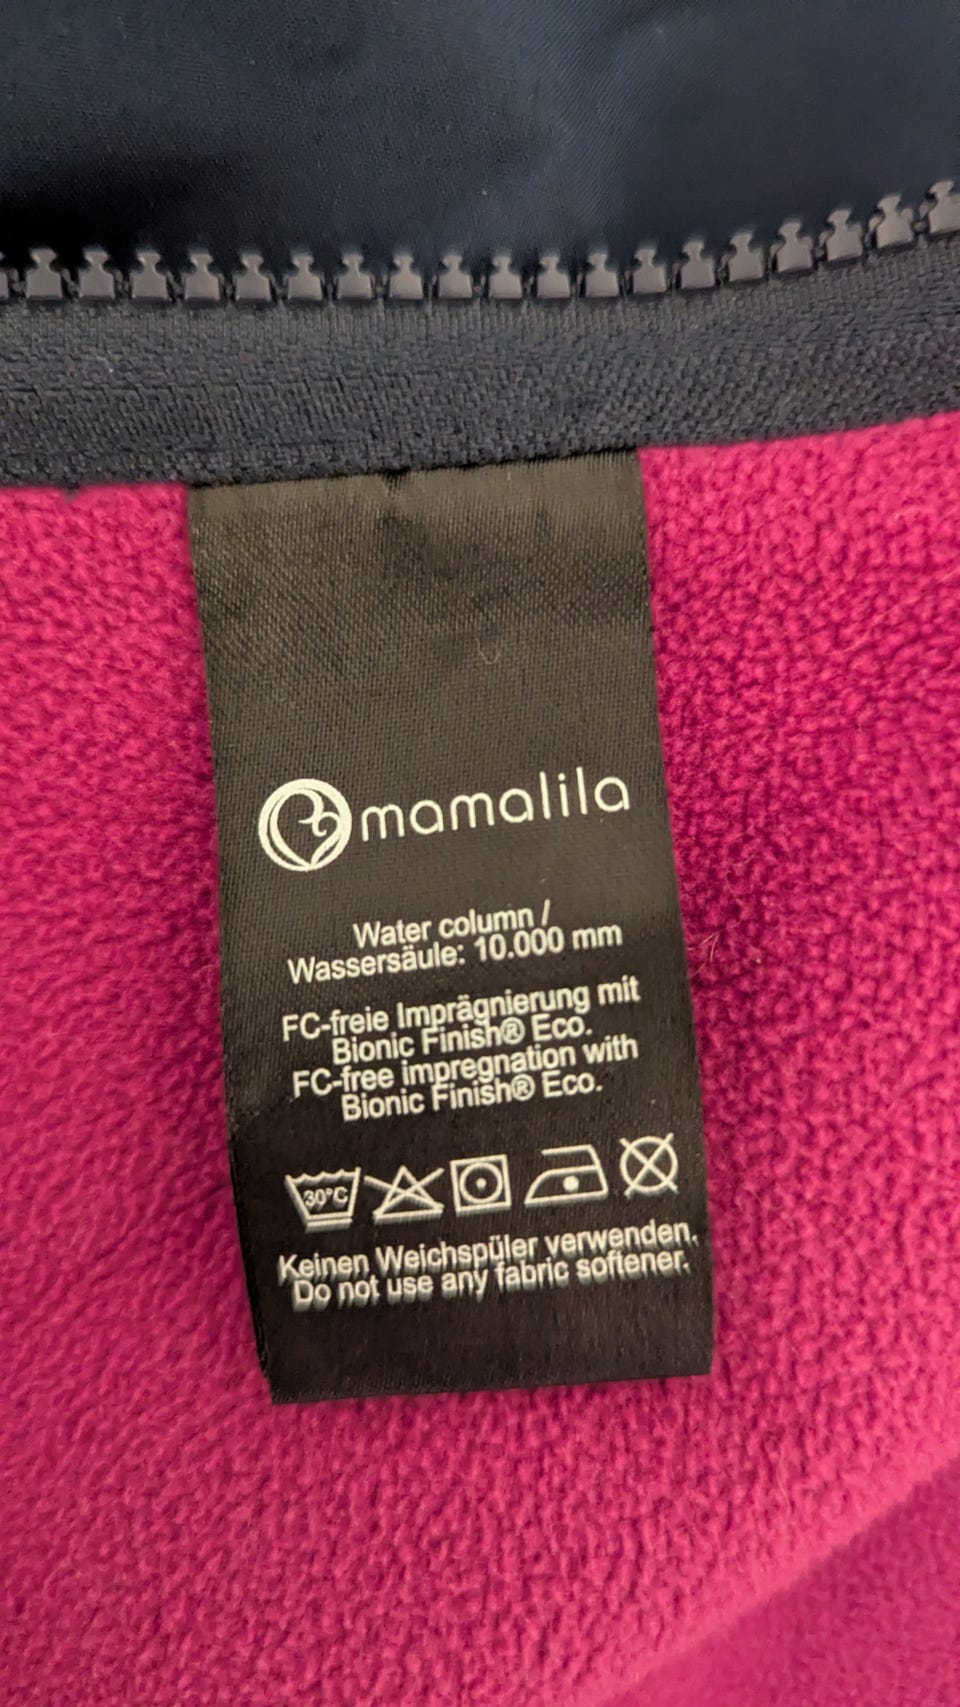 mamalila
Water column /
Wassersäule: 10.000 mm
FC-freie Imprägnierung mit
Bionic Finish® Eco.
FC-free impregnation with
Bionic Finish® Eco.
30°C
Keinen Weichspüler verwenden.
Do not use any fabric softener.